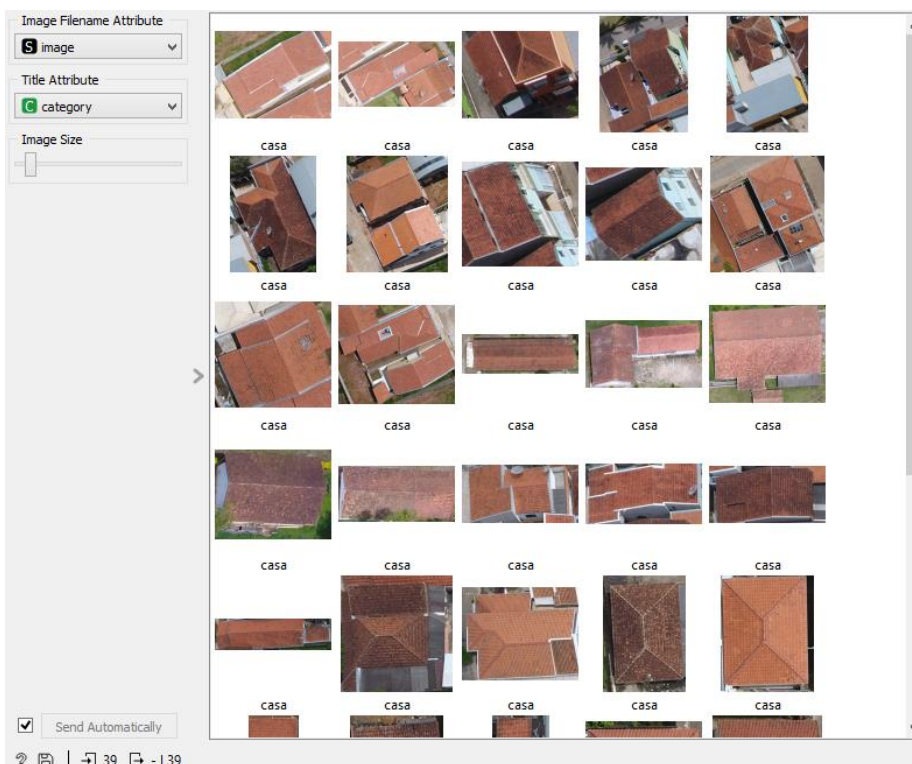 Image Filename Attribute
S image
Title Attribute
C category
Image Size
casa casa casa casa casa
casa casa casa casa casa
casa casa casa casa casa
casa casa casa casa casa
casa casa casa casa casa
Send Automatically
? 39 - | 39